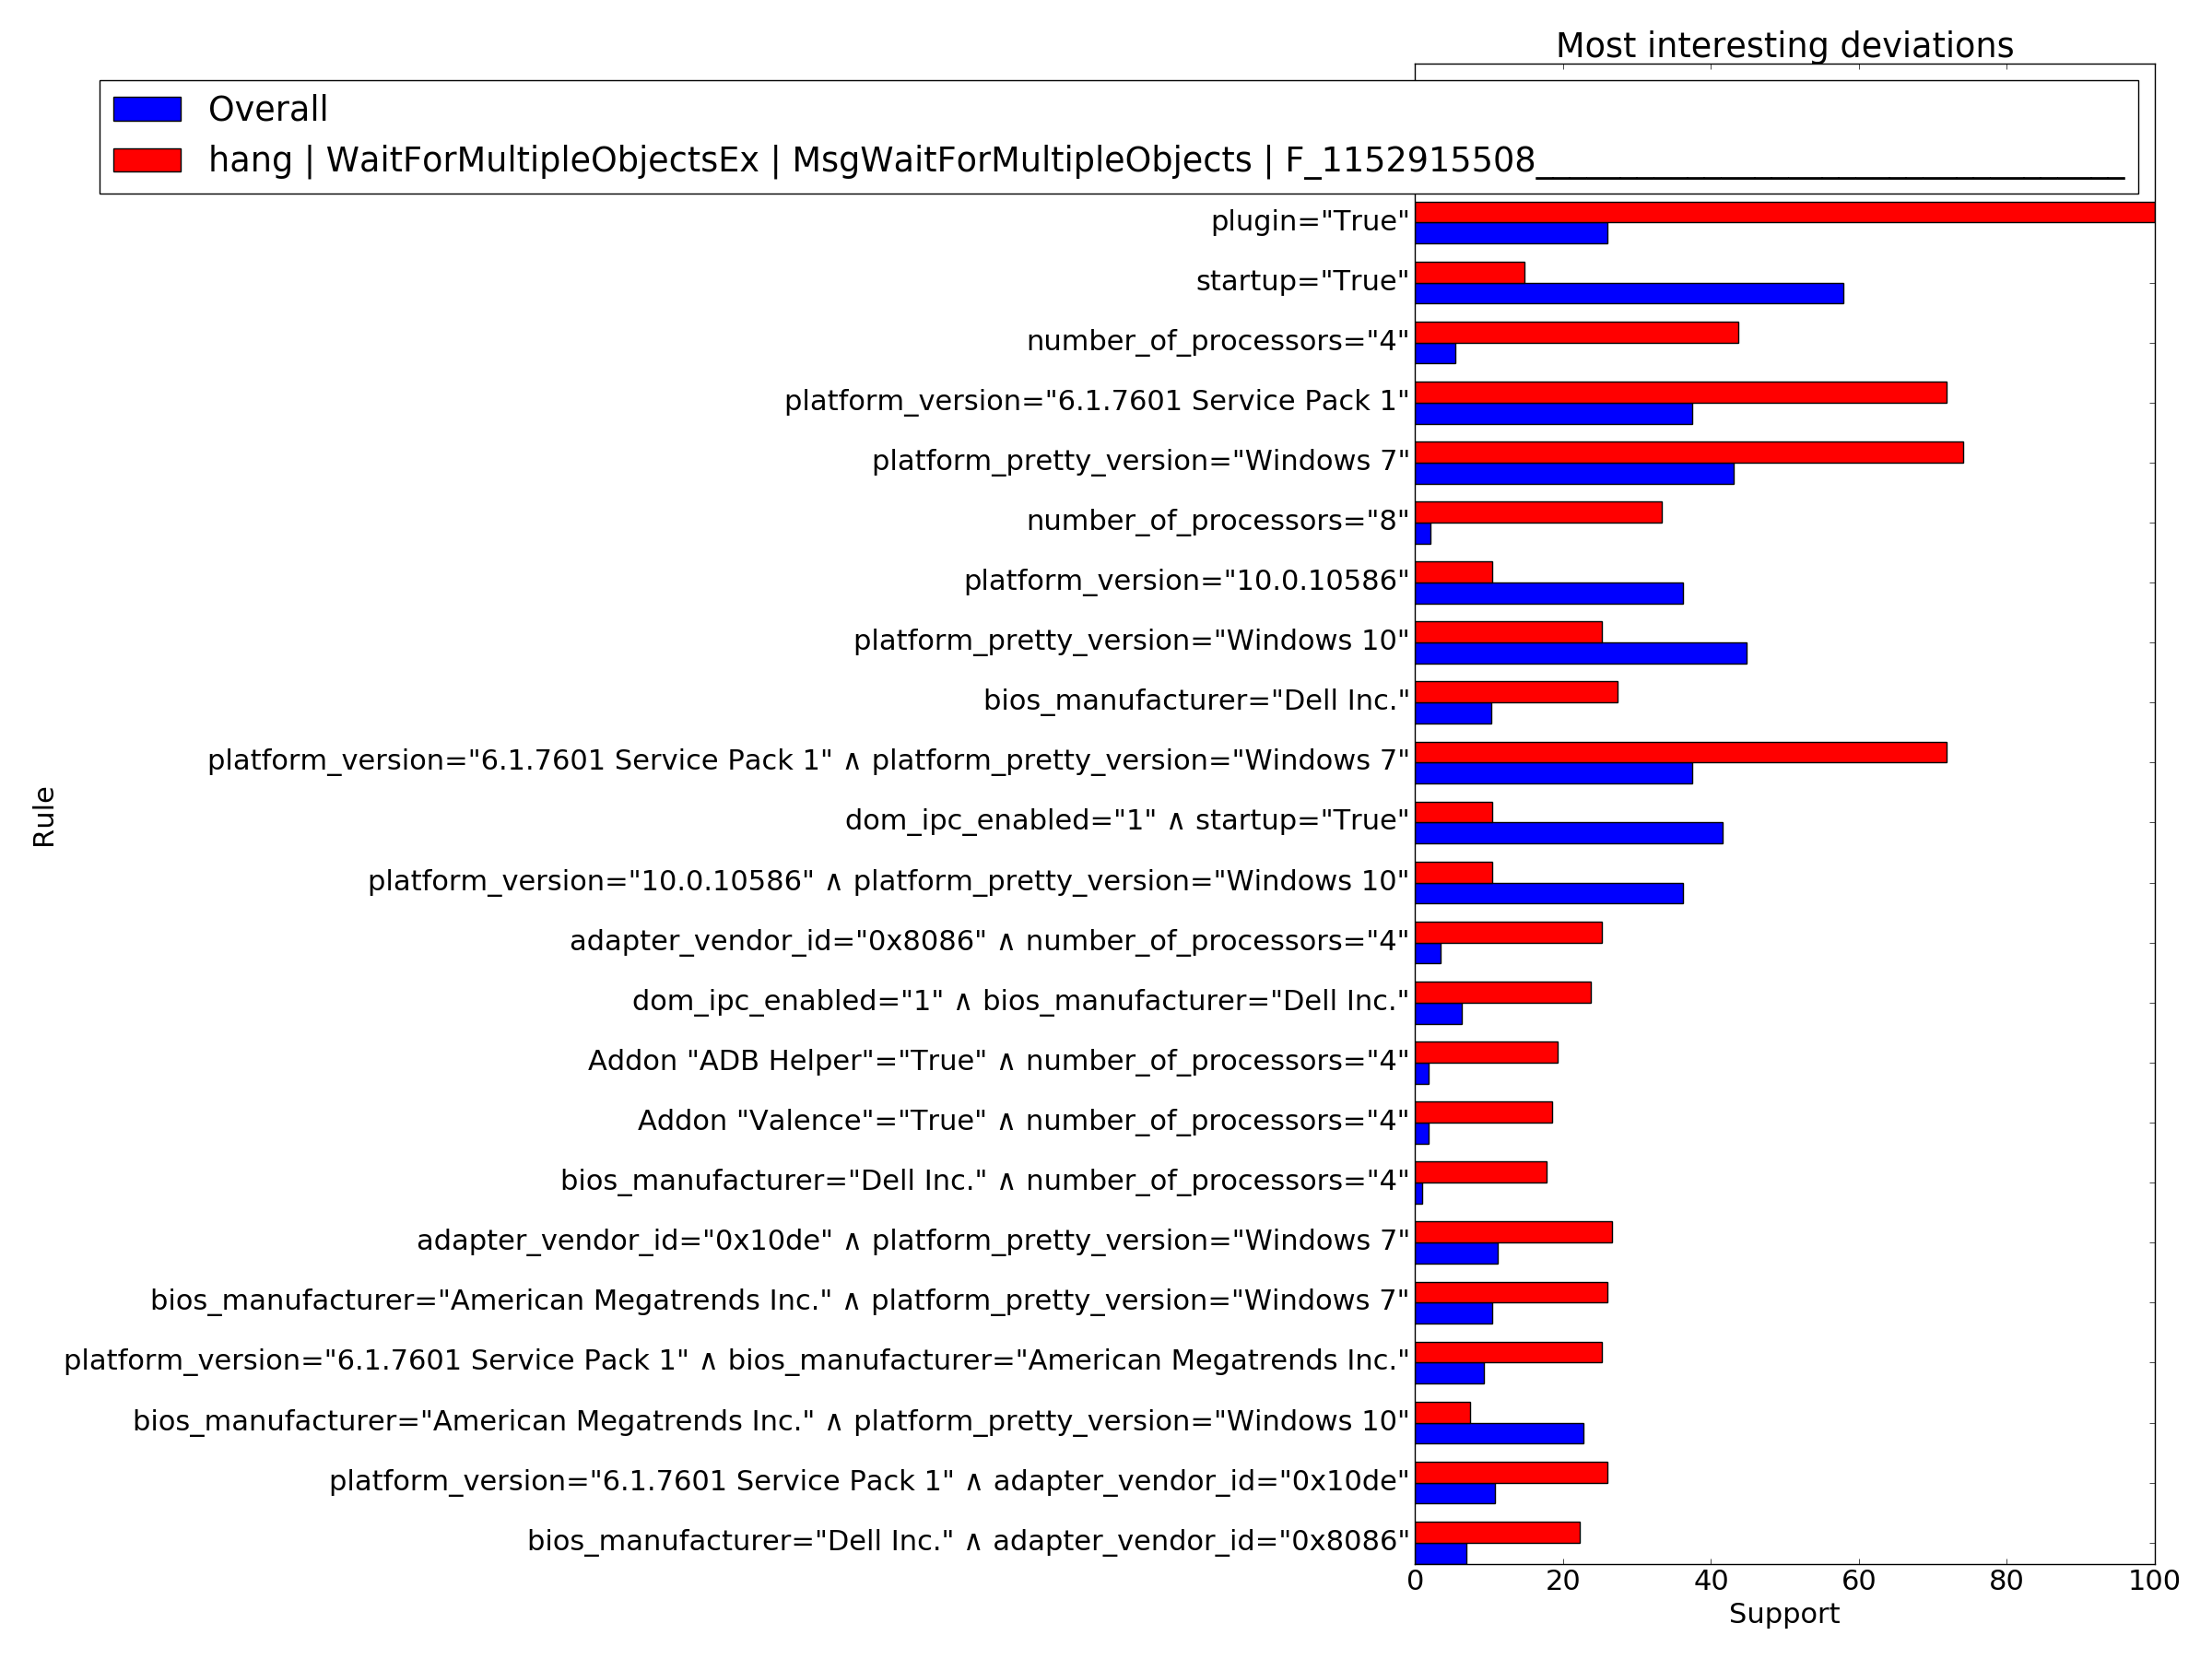 Most interesting deviations
Overall
hang | WaitForMultipleObjectsEx | MsgWaitForMultipleObjects | F_1152915508___________________________________
plugin="True"
startup="True"
number_of_processors="4"
platform_version="6.1.7601 Service Pack 1"
platform_pretty_version="Windows 7"
number_of_processors="8"
platform_version="10.0.10586"
platform_pretty_version="Windows 10"
bios_manufacturer="Dell Inc."
platform_version="6.1.7601 Service Pack 1" ∧ platform_pretty_version="Windows 7"
dom_ipc_enabled="1" ∧ startup="True"
platform_version="10.0.10586" ∧ platform_pretty_version="Windows 10"
adapter_vendor_id="0x8086" ∧ number_of_processors="4"
dom_ipc_enabled="1" ∧ bios_manufacturer="Dell Inc."
Addon "ADB Helper"="True" ∧ number_of_processors="4"
Addon "Valence"="True" ∧ number_of_processors="4"
bios_manufacturer="Dell Inc." ∧ number_of_processors="4"
adapter_vendor_id="0x10de" ∧ platform_pretty_version="Windows 7"
bios_manufacturer="American Megatrends Inc." ∧ platform_pretty_version="Windows 7"
platform_version="6.1.7601 Service Pack 1" ∧ bios_manufacturer="American Megatrends Inc."
bios_manufacturer="American Megatrends Inc." ∧ platform_pretty_version="Windows 10"
platform_version="6.1.7601 Service Pack 1" ∧ adapter_vendor_id="0x10de"
bios_manufacturer="Dell Inc." ∧ adapter_vendor_id="0x8086"
Rule
0 20 40 60 80 100
Support